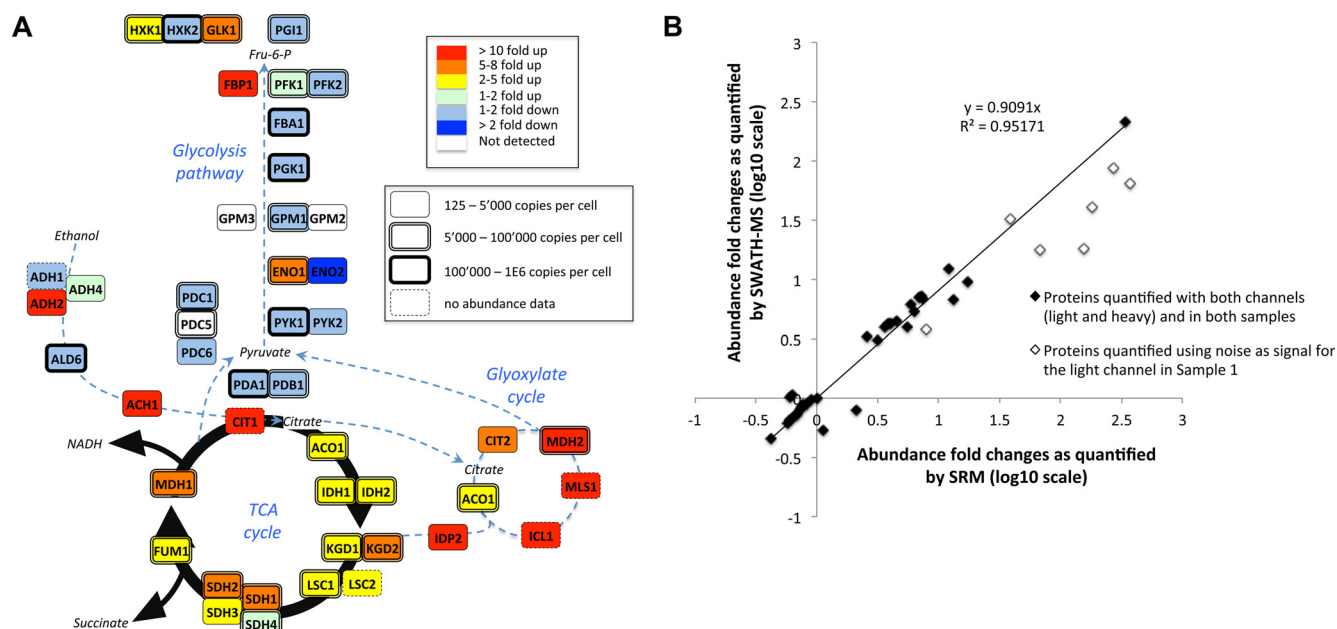 A
HXK1 HXK2 GLK1 PGI1
Fru-6-P
FBP1 PFK1 PFK2
FBA1
Glycolysis
pathway
PGK1
GPM3 GPM1 GPM2
Ethanol
ADH1
ADH4
ADH2
ENO1 ENO2
PDC1
PDC5
PDC6
PYK1 PYK2
Pyruvate
ALD6
PDA1 PDB1
ACH1
CIT1 Citrate
NADH
ACO1
MDH1
IDH1 IDH2
TCA
cycle
FUM1
KGD1 KGD2
LSC1 LSC2
SDH2
SDH1
SDH3
SDH4
Succinate
Glyoxylate
cycle
CIT2 MDH2
Citrate
ACO1
MLS1
IDP2 ICL1
> 10 fold up
5-8 fold up
2-5 fold up
1-2 fold up
1-2 fold down
> 2 fold down
Not detected
125 – 5’000 copies per cell
5’000 – 100’000 copies per cell
100’000 – 1E6 copies per cell
no abundance data
B
Abundance fold changes as quantified
by SWATH-MS (log10 scale)
3
2.5
2
1.5
1
0.5
0
-0.5
-1
y = 0.9091x
R² = 0.95171
-1 -0.5 0 0.5 1 1.5 2 2.5 3
Abundance fold changes as quantified
by SRM (log10 scale)
Proteins quantified with both channels
(light and heavy) and in both samples
Proteins quantified using noise as signal for
the light channel in Sample 1